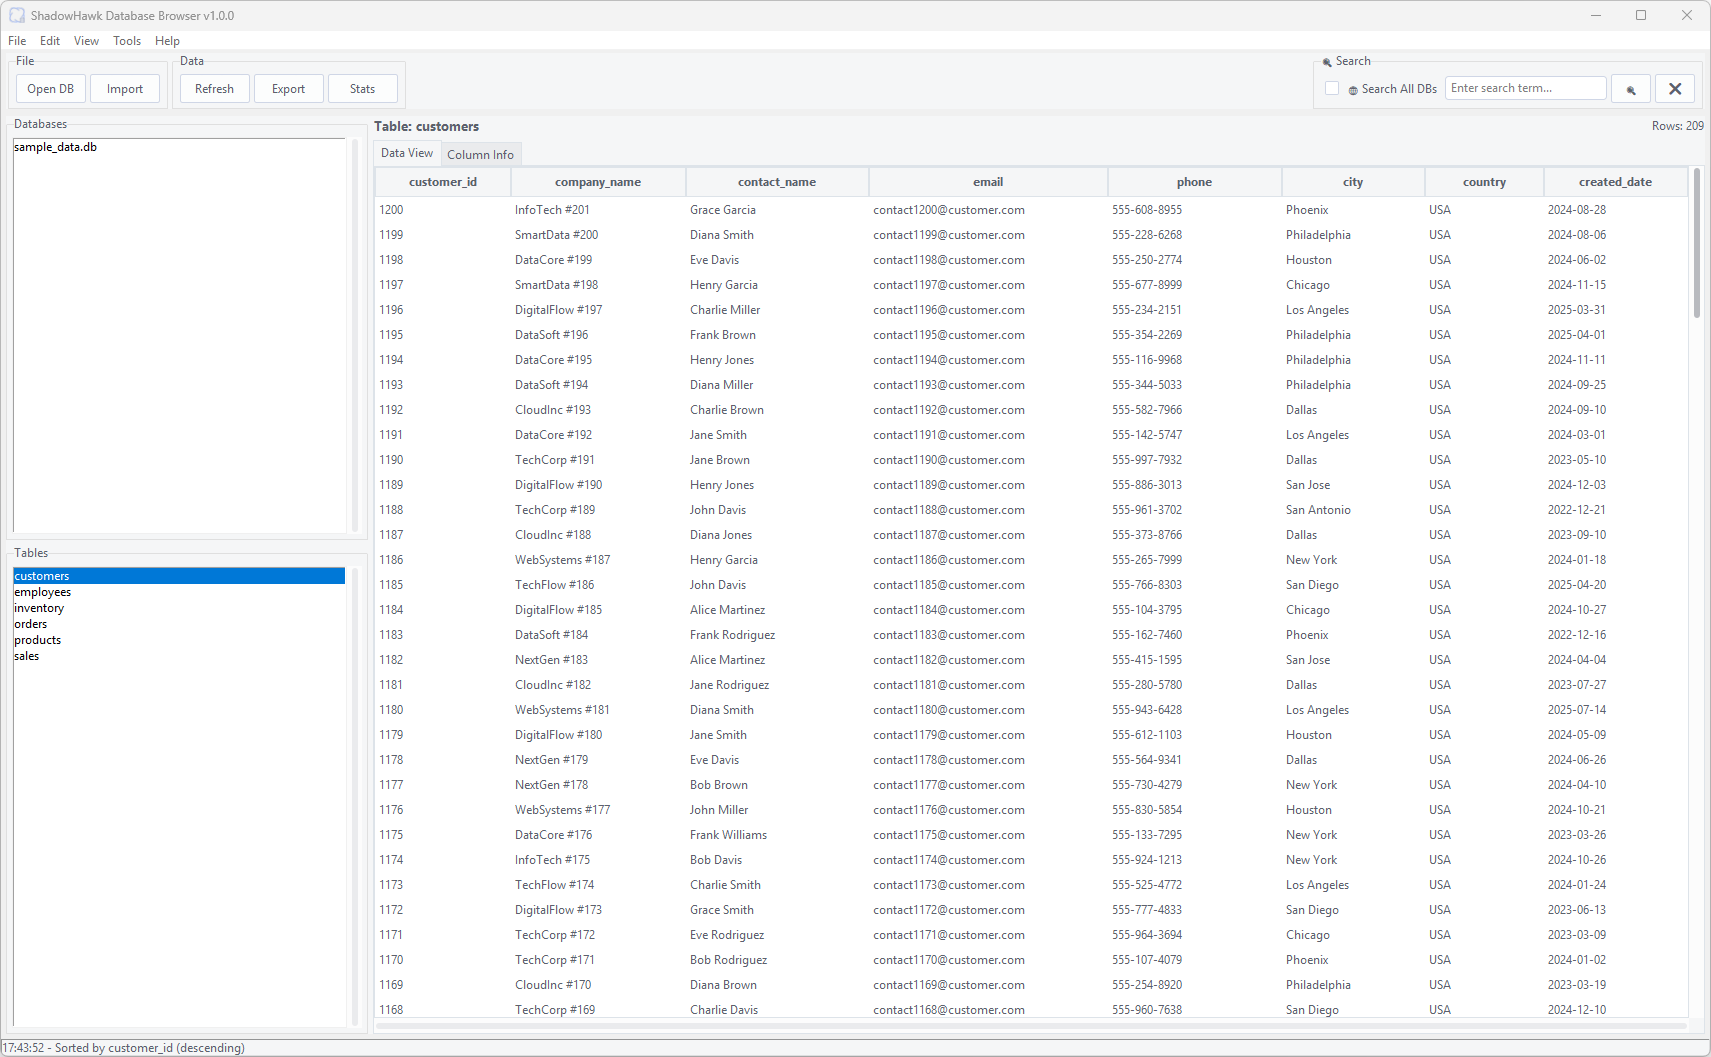 ShadowHawk Database Browser v1.0.0
File Edit View Tools Help
File Data Search
Open DB Import Refresh Export Stats Search All DBs Enter search term...
Databases
sample_data.db
Tables
customers
employees
inventory
orders
products
sales
Table: customers Rows: 209
Data View Column Info
customer_id company_name contact_name email phone city country created_date
1200 InfoTech #201 Grace Garcia contact1200@customer.com 555-608-8955 Phoenix USA 2024-08-28
1199 SmartData #200 Diana Smith contact1199@customer.com 555-228-6268 Philadelphia USA 2024-08-06
1198 DataCore #199 Eve Davis contact1198@customer.com 555-250-2774 Houston USA 2024-06-02
1197 SmartData #198 Henry Garcia contact1197@customer.com 555-677-8999 Chicago USA 2024-11-15
1196 DigitalFlow #197 Charlie Miller contact1196@customer.com 555-234-2151 Los Angeles USA 2025-03-31
1195 DataSoft #196 Frank Brown contact1195@customer.com 555-354-2269 Philadelphia USA 2025-04-01
1194 DataCore #195 Henry Jones contact1194@customer.com 555-116-9968 Philadelphia USA 2024-11-11
1193 DataSoft #194 Diana Miller contact1193@customer.com 555-344-5033 Philadelphia USA 2024-09-25
1192 CloudInc #193 Charlie Brown contact1192@customer.com 555-582-7966 Dallas USA 2024-09-10
1191 DataCore #192 Jane Smith contact1191@customer.com 555-142-5747 Los Angeles USA 2024-03-01
1190 TechCorp #191 Jane Brown contact1190@customer.com 555-997-7932 Dallas USA 2023-05-10
1189 DigitalFlow #190 Henry Jones contact1189@customer.com 555-886-3013 San Jose USA 2024-12-03
1188 TechCorp #189 John Davis contact1188@customer.com 555-961-3702 San Antonio USA 2022-12-21
1187 CloudInc #188 Diana Jones contact1187@customer.com 555-373-8766 Dallas USA 2023-09-10
1186 WebSystems #187 Henry Garcia contact1186@customer.com 555-265-7999 New York USA 2024-01-18
1185 TechFlow #186 John Davis contact1185@customer.com 555-766-8303 San Diego USA 2025-04-20
1184 DigitalFlow #185 Alice Martinez contact1184@customer.com 555-104-3795 Chicago USA 2024-10-27
1183 DataSoft #184 Frank Rodriguez contact1183@customer.com 555-162-7460 Phoenix USA 2022-12-16
1182 NextGen #183 Alice Martinez contact1182@customer.com 555-415-1595 San Jose USA 2024-04-04
1181 CloudInc #182 Jane Rodriguez contact1181@customer.com 555-280-5780 Dallas USA 2023-07-27
1180 WebSystems #181 Diana Smith contact1180@customer.com 555-943-6428 Los Angeles USA 2025-07-14
1179 DigitalFlow #180 Jane Smith contact1179@customer.com 555-612-1103 Houston USA 2024-05-09
1178 NextGen #179 Eve Davis contact1178@customer.com 555-564-9341 Dallas USA 2024-06-26
1177 NextGen #178 Bob Brown contact1177@customer.com 555-730-4279 New York USA 2024-04-10
1176 WebSystems #177 John Miller contact1176@customer.com 555-830-5854 Houston USA 2024-10-21
1175 DataCore #176 Frank Williams contact1175@customer.com 555-133-7295 New York USA 2023-03-26
1174 InfoTech #175 Bob Davis contact1174@customer.com 555-924-1213 New York USA 2024-10-26
1173 TechFlow #174 Charlie Smith contact1173@customer.com 555-525-4772 Los Angeles USA 2024-01-24
1172 DigitalFlow #173 Grace Smith contact1172@customer.com 555-777-4833 San Diego USA 2023-06-13
1171 TechCorp #172 Eve Rodriguez contact1171@customer.com 555-964-3694 Chicago USA 2023-03-09
1170 TechCorp #171 Bob Rodriguez contact1170@customer.com 555-107-4079 Phoenix USA 2024-01-02
1169 CloudInc #170 Diana Brown contact1169@customer.com 555-254-8920 Philadelphia USA 2023-03-19
1168 TechCorp #169 Charlie Davis contact1168@customer.com 555-960-7638 San Diego USA 2024-12-10
17:43:52 - Sorted by customer_id (descending)